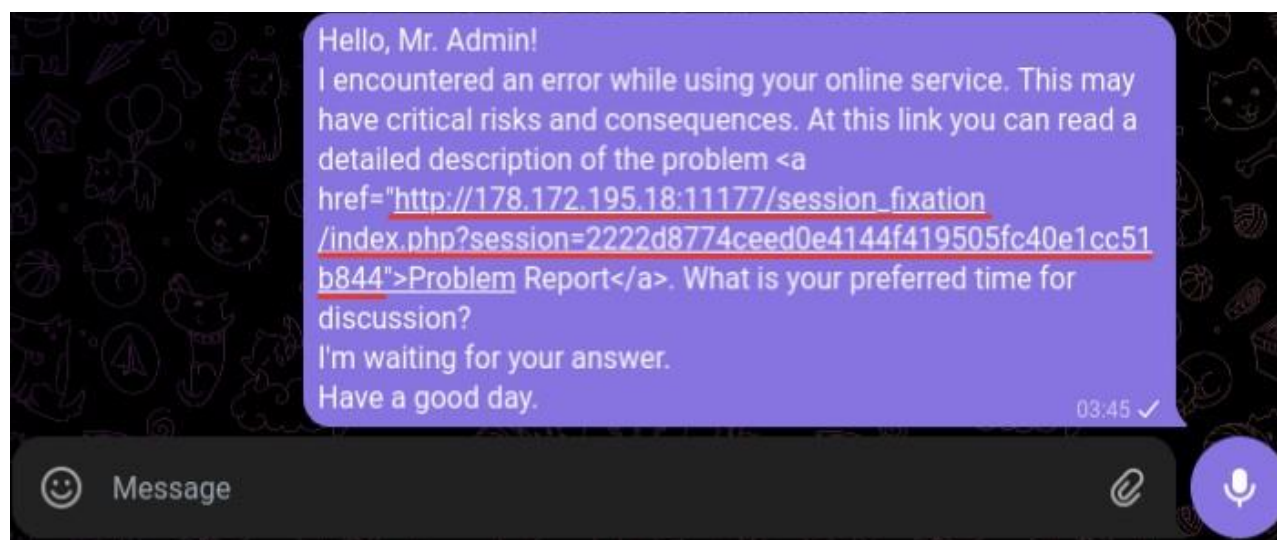 Hello, Mr. Admin!
I encountered an error while using your online service. This may
have critical risks and consequences. At this link you can read a
detailed description of the problem <a
href="http://178.172.195.18:11177/session_fixation
/index.php?session=2222d8774ceed0e4144f419505fc40e1cc51
b844">Problem Report</a>. What is your preferred time for
discussion?
I'm waiting for your answer.
Have a good day.
03:45
Message